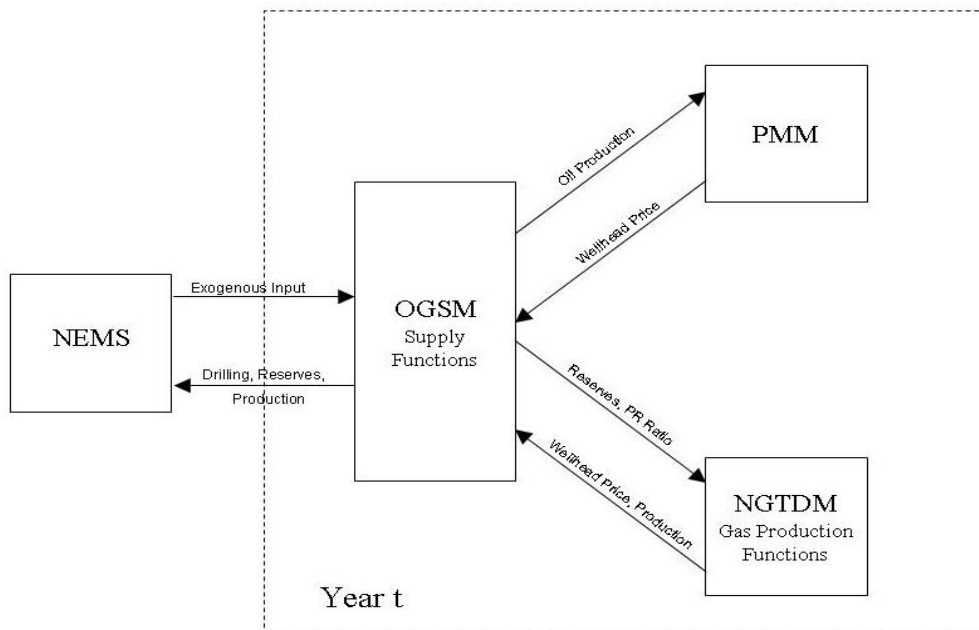 PMM
Oil Production
Wellhead Price
Exogenous Input
NEMS
OGSM
Supply
Functions
Drilling, Reserves,
Production
Reserves, PR Ratio
Wellhead Price, Production
NGTDM
Gas Production
Functions
Year t